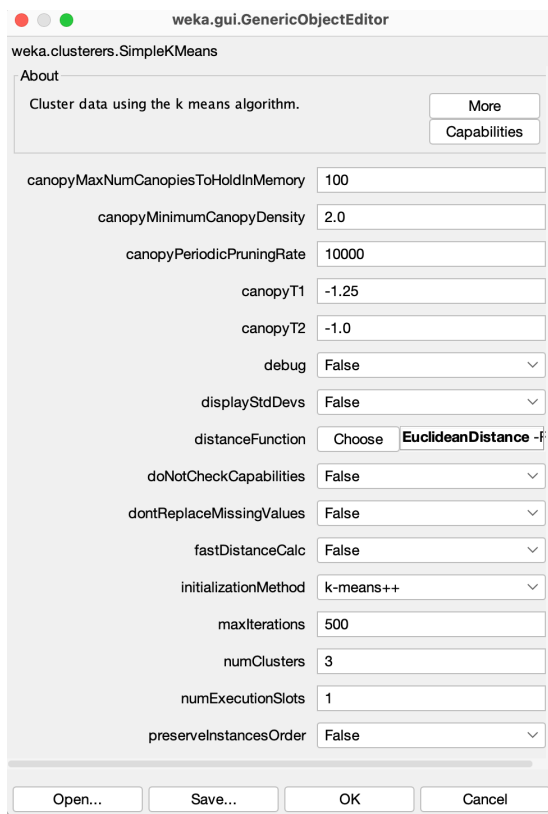 weka.gui.GenericObjectEditor
weka.clusterers.SimpleKMeans
About
Cluster data using the k means algorithm.
More
Capabilities
canopyMaxNumCanopiesToHoldInMemory 100
canopyMinimumCanopyDensity 2.0
canopyPeriodicPruningRate 10000
canopyT1 -1.25
canopyT2 -1.0
debug False
displayStdDevs False
distanceFunction Choose EuclideanDistance
doNotCheckCapabilities False
dontReplaceMissingValues False
fastDistanceCalc False
initializationMethod k-means++
maxIterations 500
numClusters 3
numExecutionSlots 1
preserveInstancesOrder False
Open... Save... OK Cancel